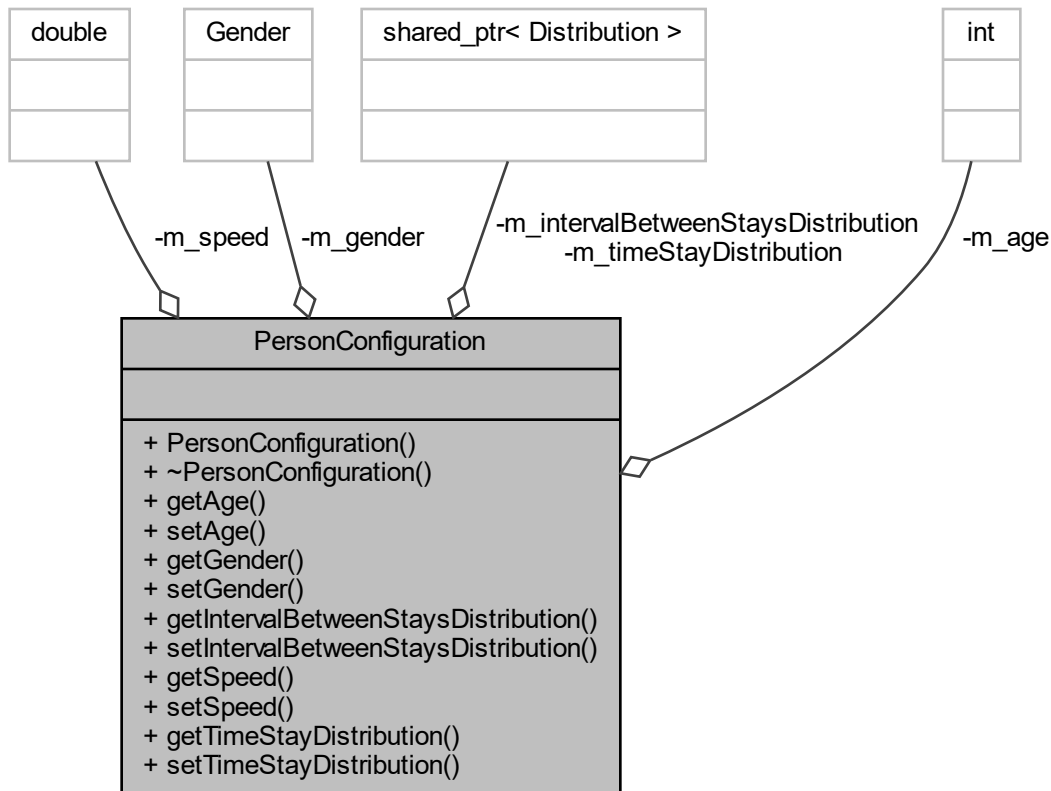 double
Gender
shared_ptr< Distribution >
int
-m_speed
-m_gender
-m_intervalBetweenStaysDistribution
-m_timeStayDistribution
-m_age
PersonConfiguration
+ PersonConfiguration()
+ ~PersonConfiguration()
+ getAge()
+ setAge()
+ getGender()
+ setGender()
+ getIntervalBetweenStaysDistribution()
+ setIntervalBetweenStaysDistribution()
+ getSpeed()
+ setSpeed()
+ getTimeStayDistribution()
+ setTimeStayDistribution()